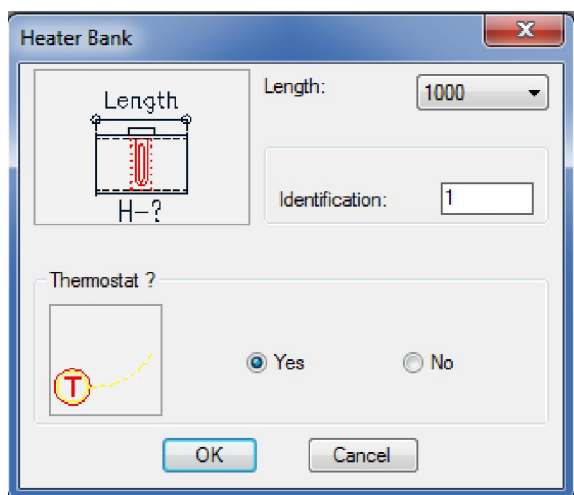 Heater Bank
Length
H-?
Length:
1000
Identification:
1
Thermostat ?
T
Yes
No
OK
Cancel